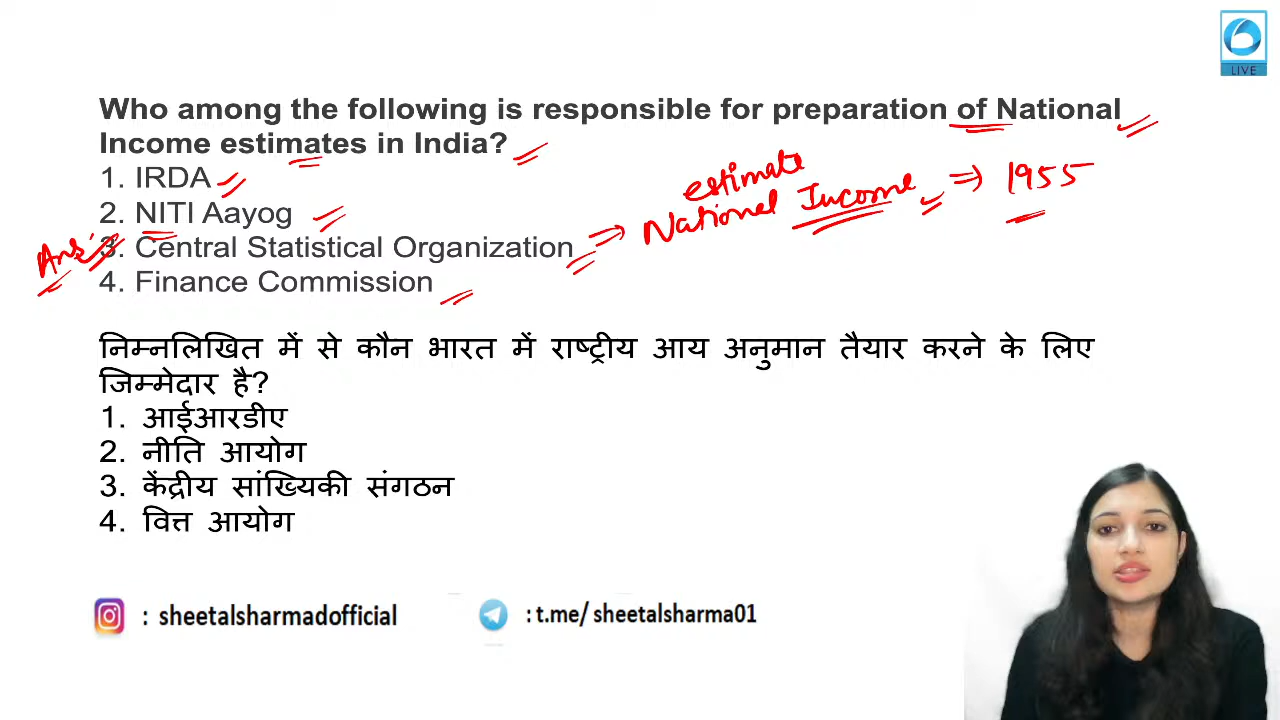 LIVE
Who among the following is responsible for preparation of National
Income estimates in India?
1. IRDA
2. NITI Aayog
3. Central Statistical Organization
4. Finance Commission
Ans:
estimate
National Income ⇒ 1955
निम्नलिखित में से कौन भारत में राष्ट्रीय आय अनुमान तैयार करने के लिए
जिम्मेदार है?
1. आईआरडीए
2. नीति आयोग
3. केंद्रीय सांख्यिकी संगठन
4. वित्त आयोग
: sheetalsharmadofficial
: t.me/ sheetalsharma01